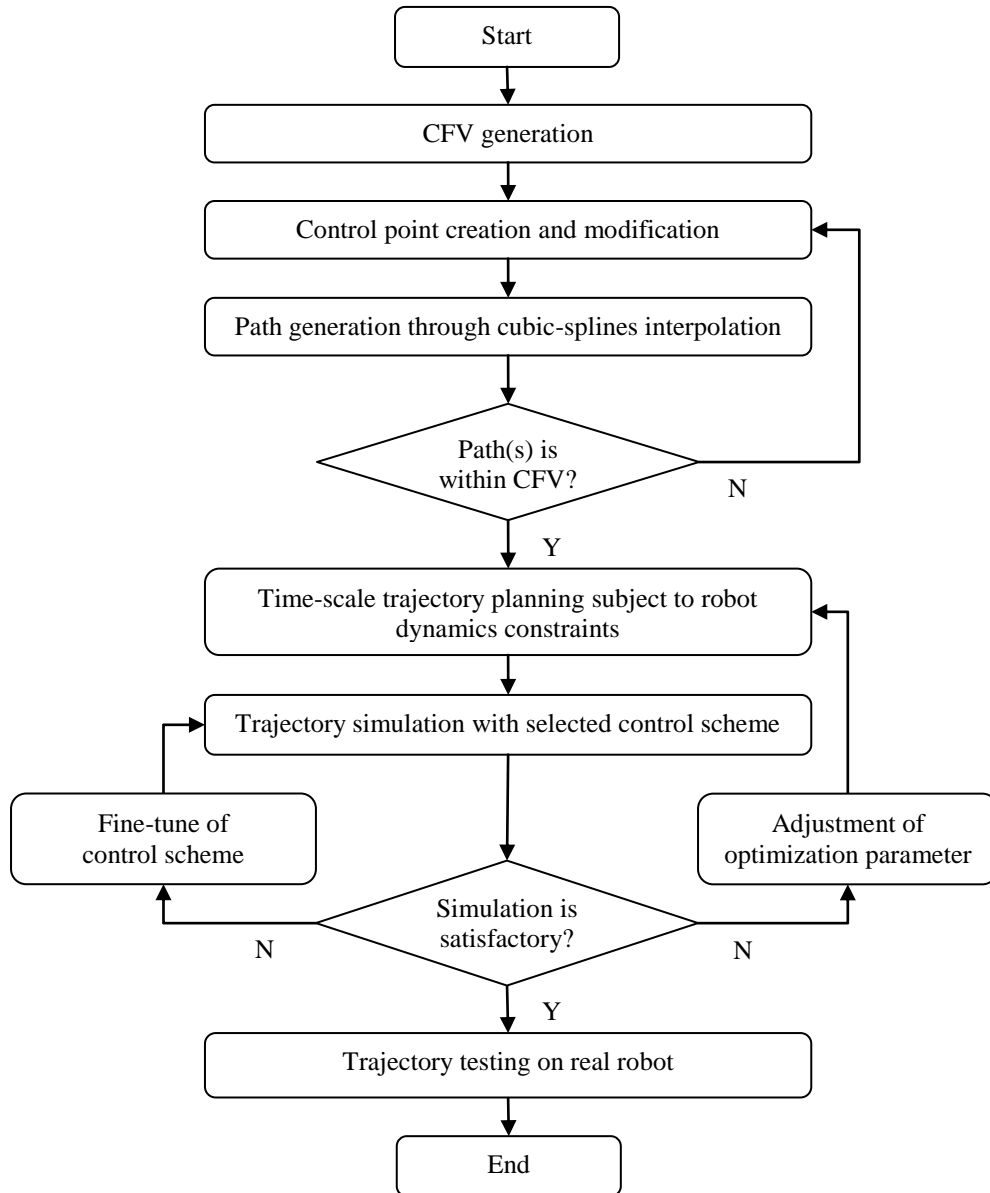 Start
CFV generation
Control point creation and modification
Path generation through cubic-splines interpolation
Path(s) is
within CFV?
N
Y
Time-scale trajectory planning subject to robot
dynamics constraints
Trajectory simulation with selected control scheme
Fine-tune of
control scheme
Adjustment of
optimization parameter
Simulation is
satisfactory?
N
N
Y
Trajectory testing on real robot
End